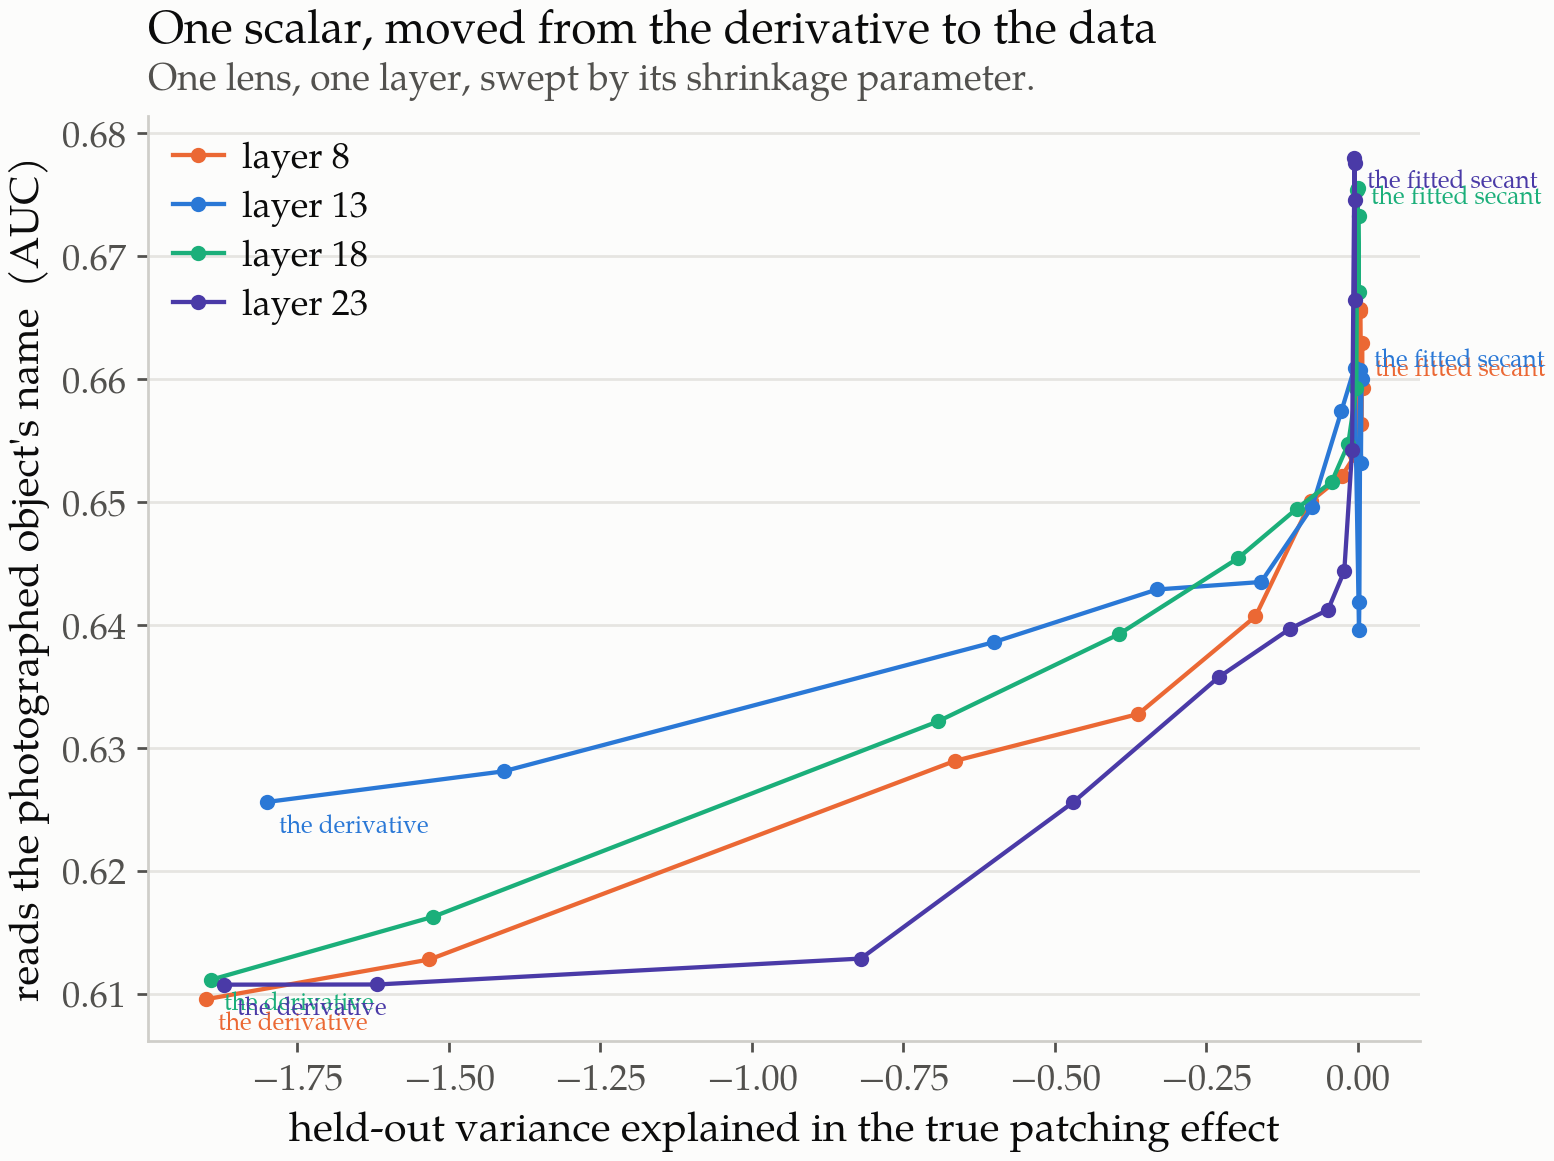 One scalar, moved from the derivative to the data
One lens, one layer, swept by its shrinkage parameter.
reads the photographed object's name (AUC)
0.68
0.67
0.66
0.65
0.64
0.63
0.62
0.61
layer 8
layer 13
layer 18
layer 23
the fitted secant
the fitted secant
the fitted secant
the fitted secant
the derivative
the derivative
the derivative
the derivative
−1.75
−1.50
−1.25
−1.00
−0.75
−0.50
−0.25
0.00
held-out variance explained in the true patching effect